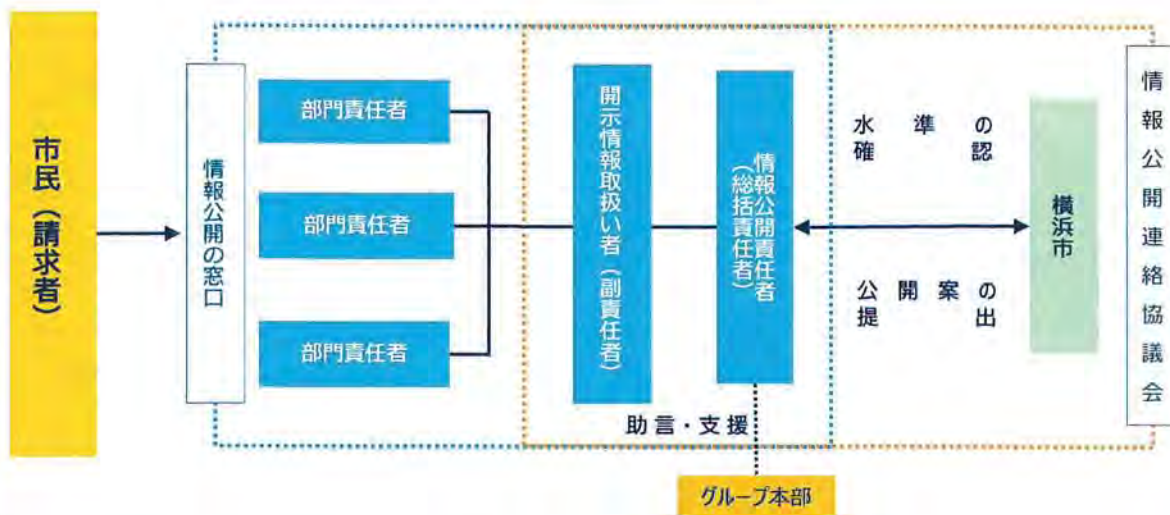 市民（請求者）
情報公開の窓口
部門責任者
部門責任者
部門責任者
開示情報取扱い者（副責任者）
情報公開責任者
（総括責任者）
水準の
確認
公開案の
提出
横浜市
情報公開連絡協議会
助言・支援
グループ本部